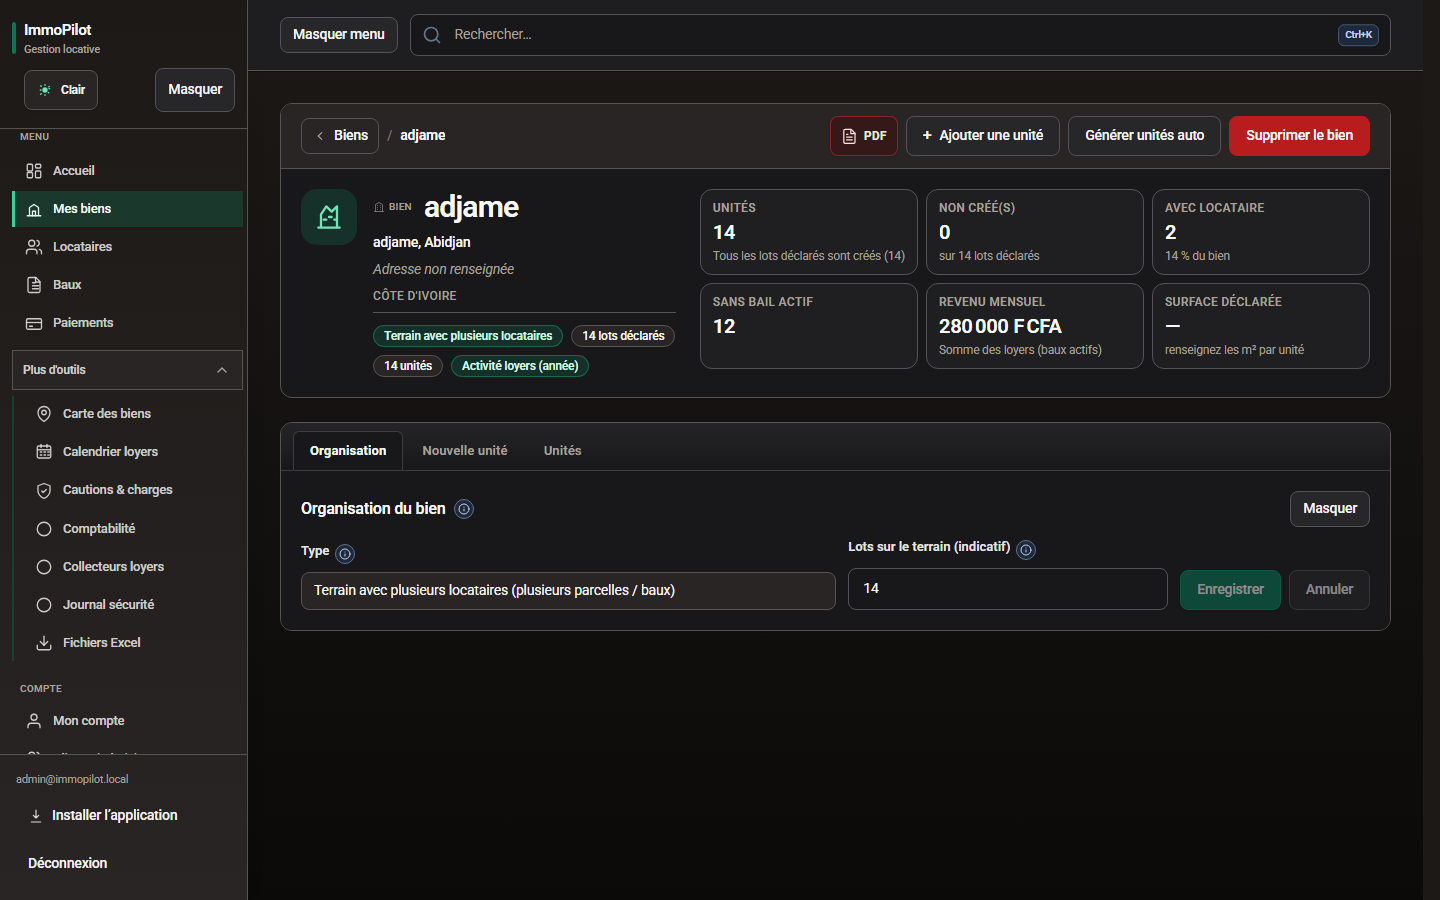 ImmoPilot
Gestion locative
Clair
Masquer
MENU
Accueil
Mes biens
Locataires
Baux
Paiements
Plus d'outils
Carte des biens
Calendrier loyers
Cautions & charges
Comptabilité
Collecteurs loyers
Journal sécurité
Fichiers Excel
COMPTE
Mon compte
admin@immopilot.local
Installer l'application
Déconnexion
Masquer menu
Rechercher...
Ctrl+K
Biens / adjame
PDF
+ Ajouter une unité
Générer unités auto
Supprimer le bien
BIEN adjame
adjame, Abidjan
Adresse non renseignée
CÔTE D'IVOIRE
Terrain avec plusieurs locataires
14 lots déclarés
14 unités
Activité loyers (année)
UNITÉS
14
Tous les lots déclarés sont créés (14)
NON CRÉÉ(S)
0
sur 14 lots déclarés
AVEC LOCATAIRE
2
14 % du bien
SANS BAIL ACTIF
12
REVENU MENSUEL
280 000 F CFA
Somme des loyers (baux actifs)
SURFACE DÉCLARÉE
—
renseignez les m² par unité
Organisation
Nouvelle unité
Unités
Organisation du bien
Masquer
Type
Terrain avec plusieurs locataires (plusieurs parcelles / baux)
Lots sur le terrain (indicatif)
14
Enregistrer
Annuler